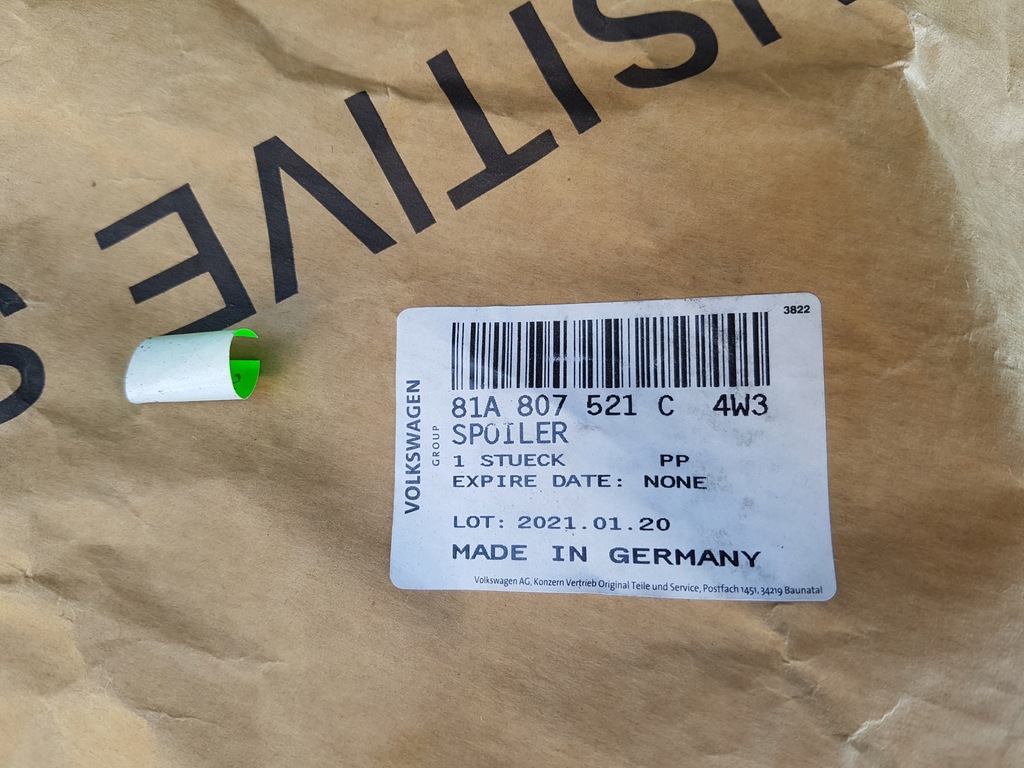 USITIVE
S
3822
VOLKSWAGEN
GROUP
81A 807 521 C 4W3
SPOILER
1 STUECK PP
EXPIRE DATE: NONE
LOT: 2021.01.20
MADE IN GERMANY
Volkswagen AG, Konzern Vertrieb Original Teile und Service, Postfach 1451, 34219 Baunatal